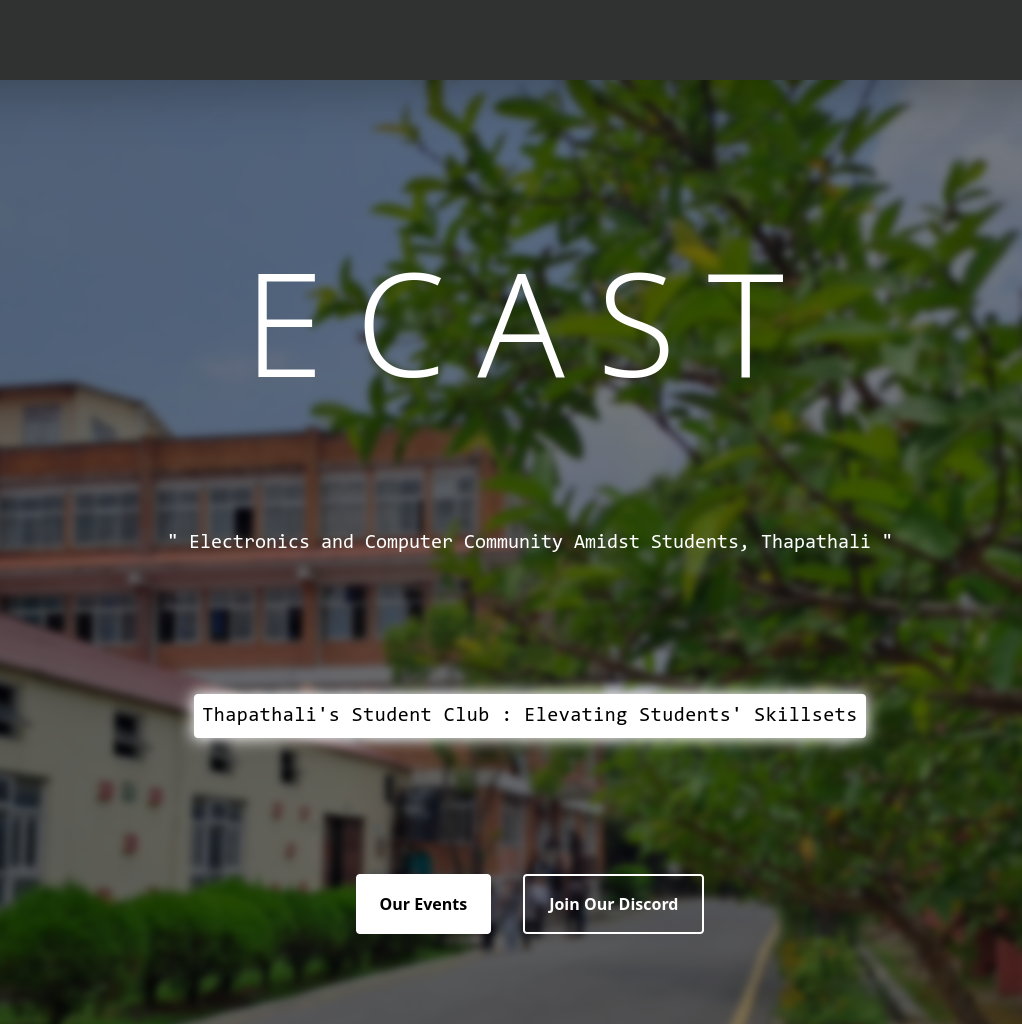 ECAST
" Electronics and Computer Community Amidst Students, Thapathali "
Thapathali's Student Club : Elevating Students' Skillsets
Our Events
Join Our Discord